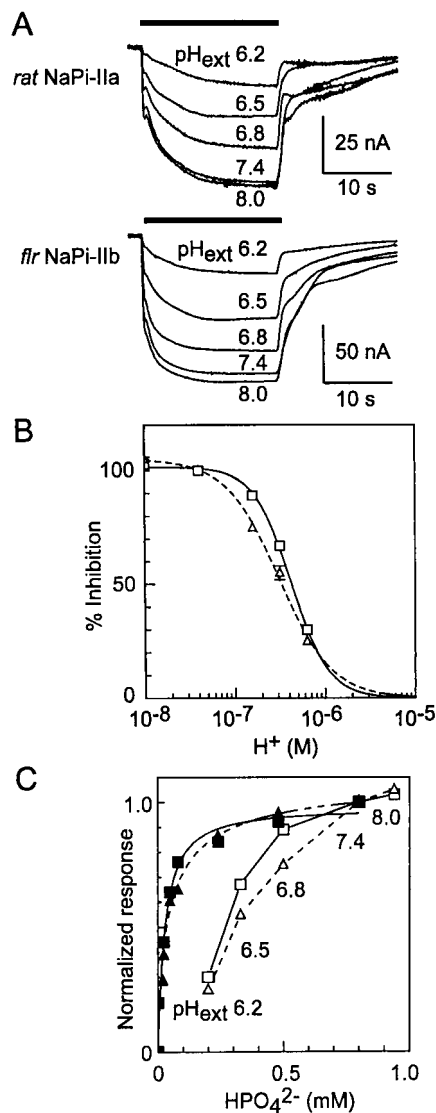 A
rat NaPi-IIa
pHext 6.2
6.5
6.8
7.4
8.0
25 nA
10 s
flr NaPi-IIb
pHext 6.2
6.5
6.8
7.4
8.0
50 nA
10 s
B
% Inhibition
100
50
0
10-8 10-7 10-6 10-5
H+ (M)
C
Normalized response
1.0
0
8.0
7.4
6.8
6.5
pHext 6.2
0 0.5 1.0
HPO42- (mM)